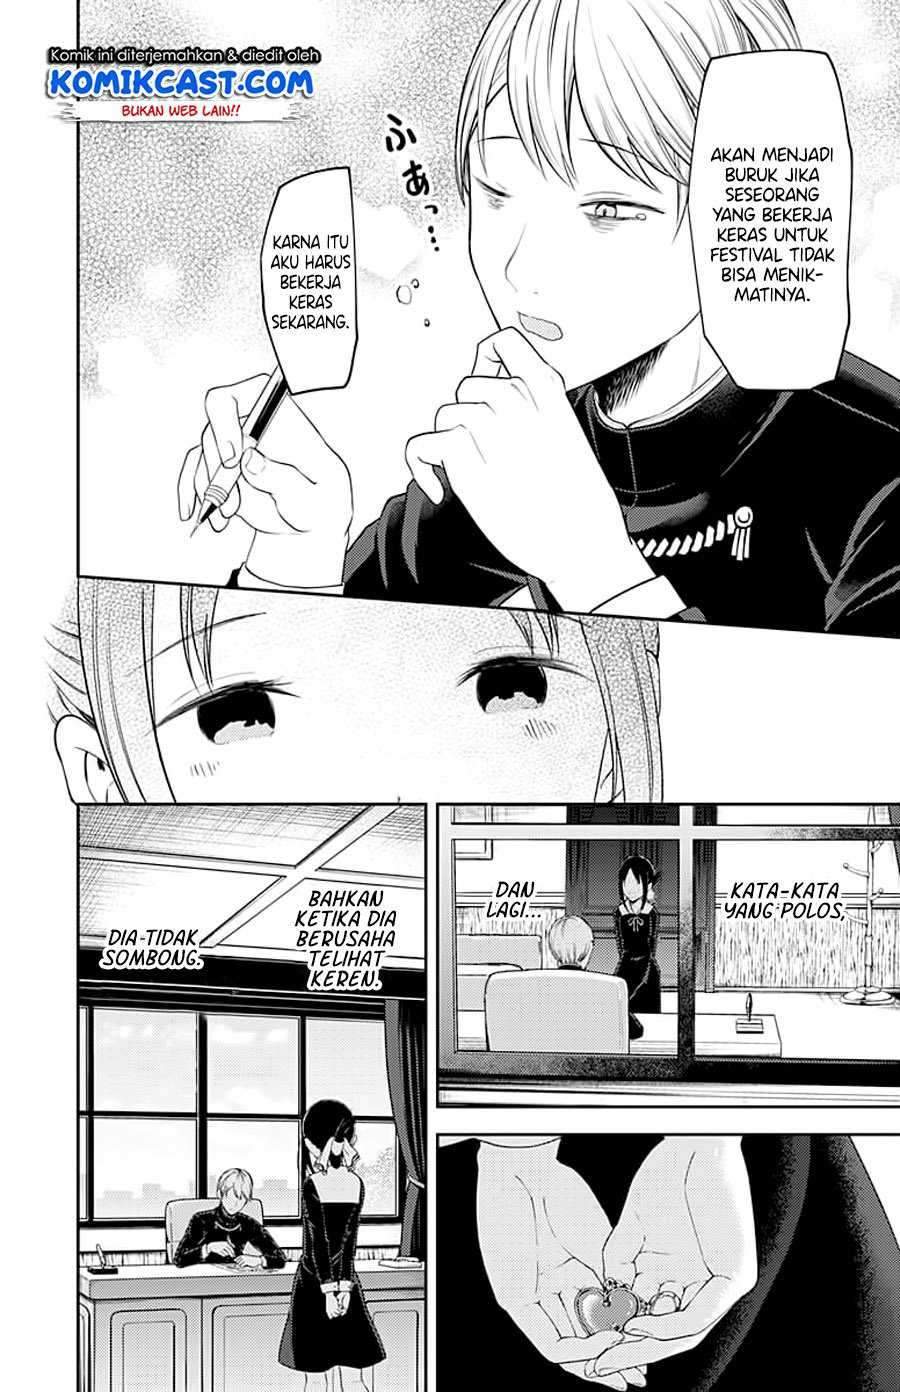 Komik ini diterjemahkan & diedit oleh
KOMIKCAST.COM
BUKAN WEB LAIN!!
AKAN MENJADI
BURUK JIKA
SESEORANG
YANG BEKERJA
KERAS UNTUK
FESTIVAL TIDAK
BISA MENIK-
MATINYA.
ふぁっ…
KARNA ITU
AKU HARUS
BEKERJA
KERAS
SEKARANG.
KATA-KATA
YANG POLOS,
DAN
LAGI...
BAHKAN
KETIKA DIA
BERUSAHA
TELIHAT
KEREN.
DIA-TIDAK
SOMBONG.